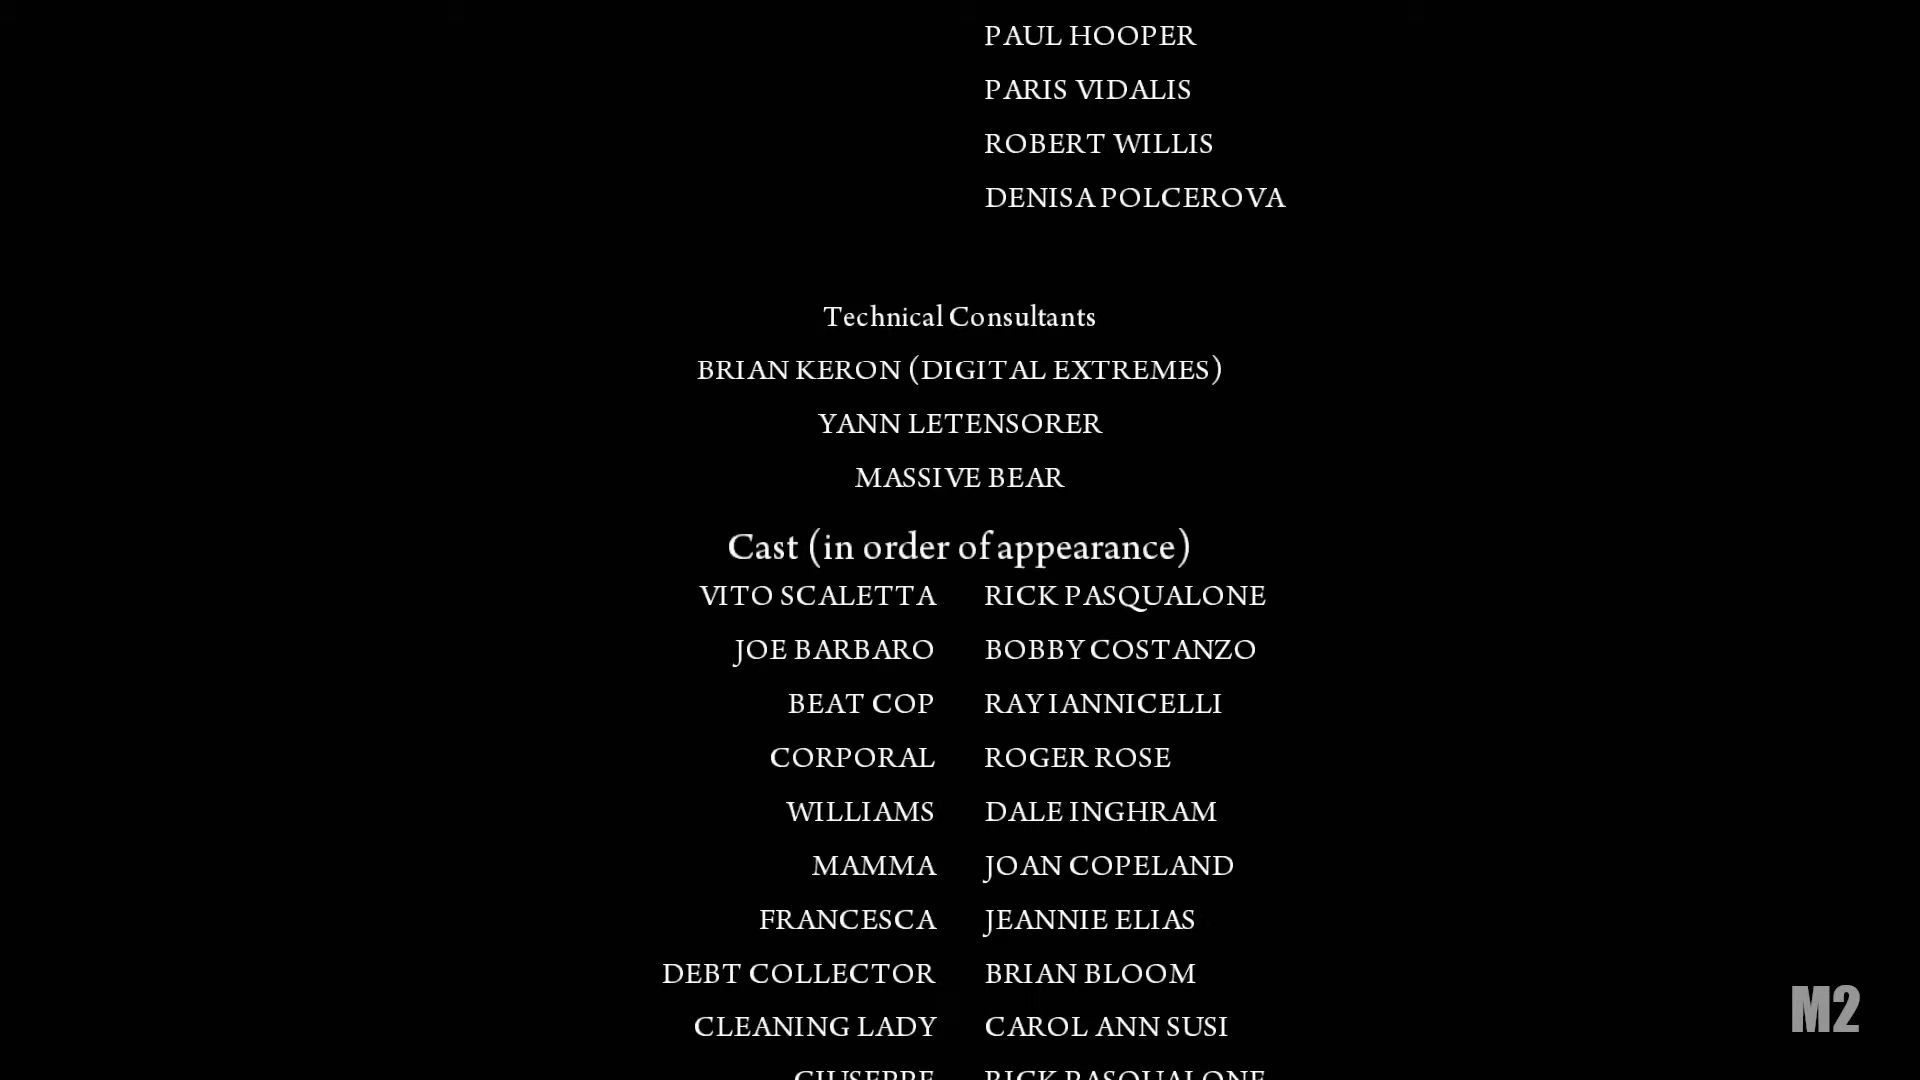 PAUL HOOPER
PARIS VIDALIS
ROBERT WILLIS
DENISA POLCEROVA
Technical Consultants
BRIAN KERON (DIGITAL EXTREMES)
YANN LETENSORER
MASSIVE BEAR
Cast (in order of appearance)
VITO SCALETTA RICK PASQUALONE
JOE BARBARO BOBBY COSTANZO
BEAT COP RAY IANNICELLI
CORPORAL ROGER ROSE
WILLIAMS DALE INGHRAM
MAMMA JOAN COPELAND
FRANCESCA JEANNIE ELIAS
DEBT COLLECTOR BRIAN BLOOM
CLEANING LADY CAROL ANN SUSI
GIUSEPPE RICK PASQUALONE
M2